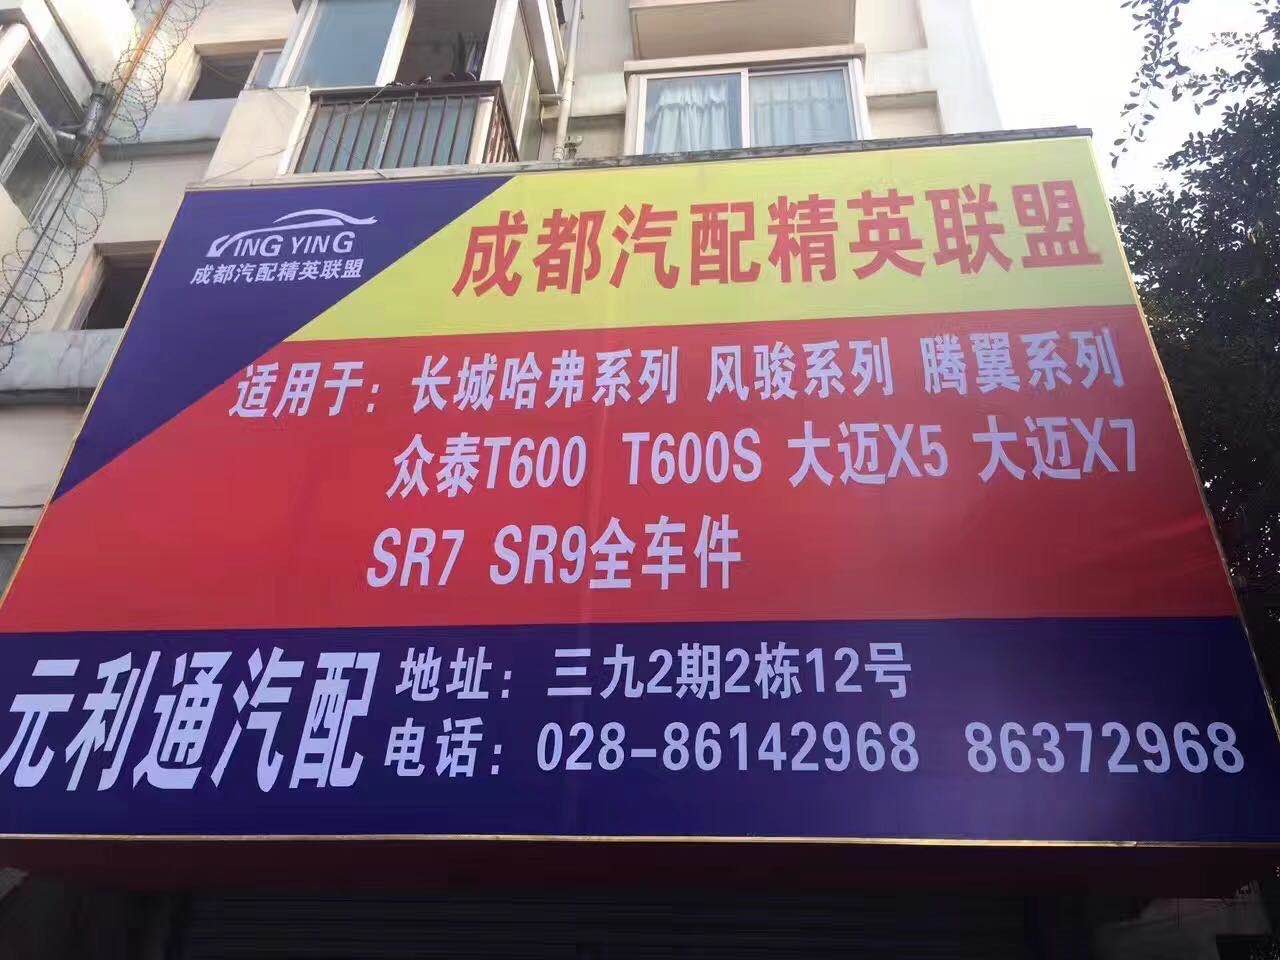 JING YING
成都汽配精英联盟
成都汽配精英联盟
适用于：长城哈弗系列 风骏系列 腾翼系列
众泰T600 T600S 大迈X5 大迈X7
SR7 SR9全车件
元利通汽配
地址：三九2期2栋12号
电话：028-86142968 86372968